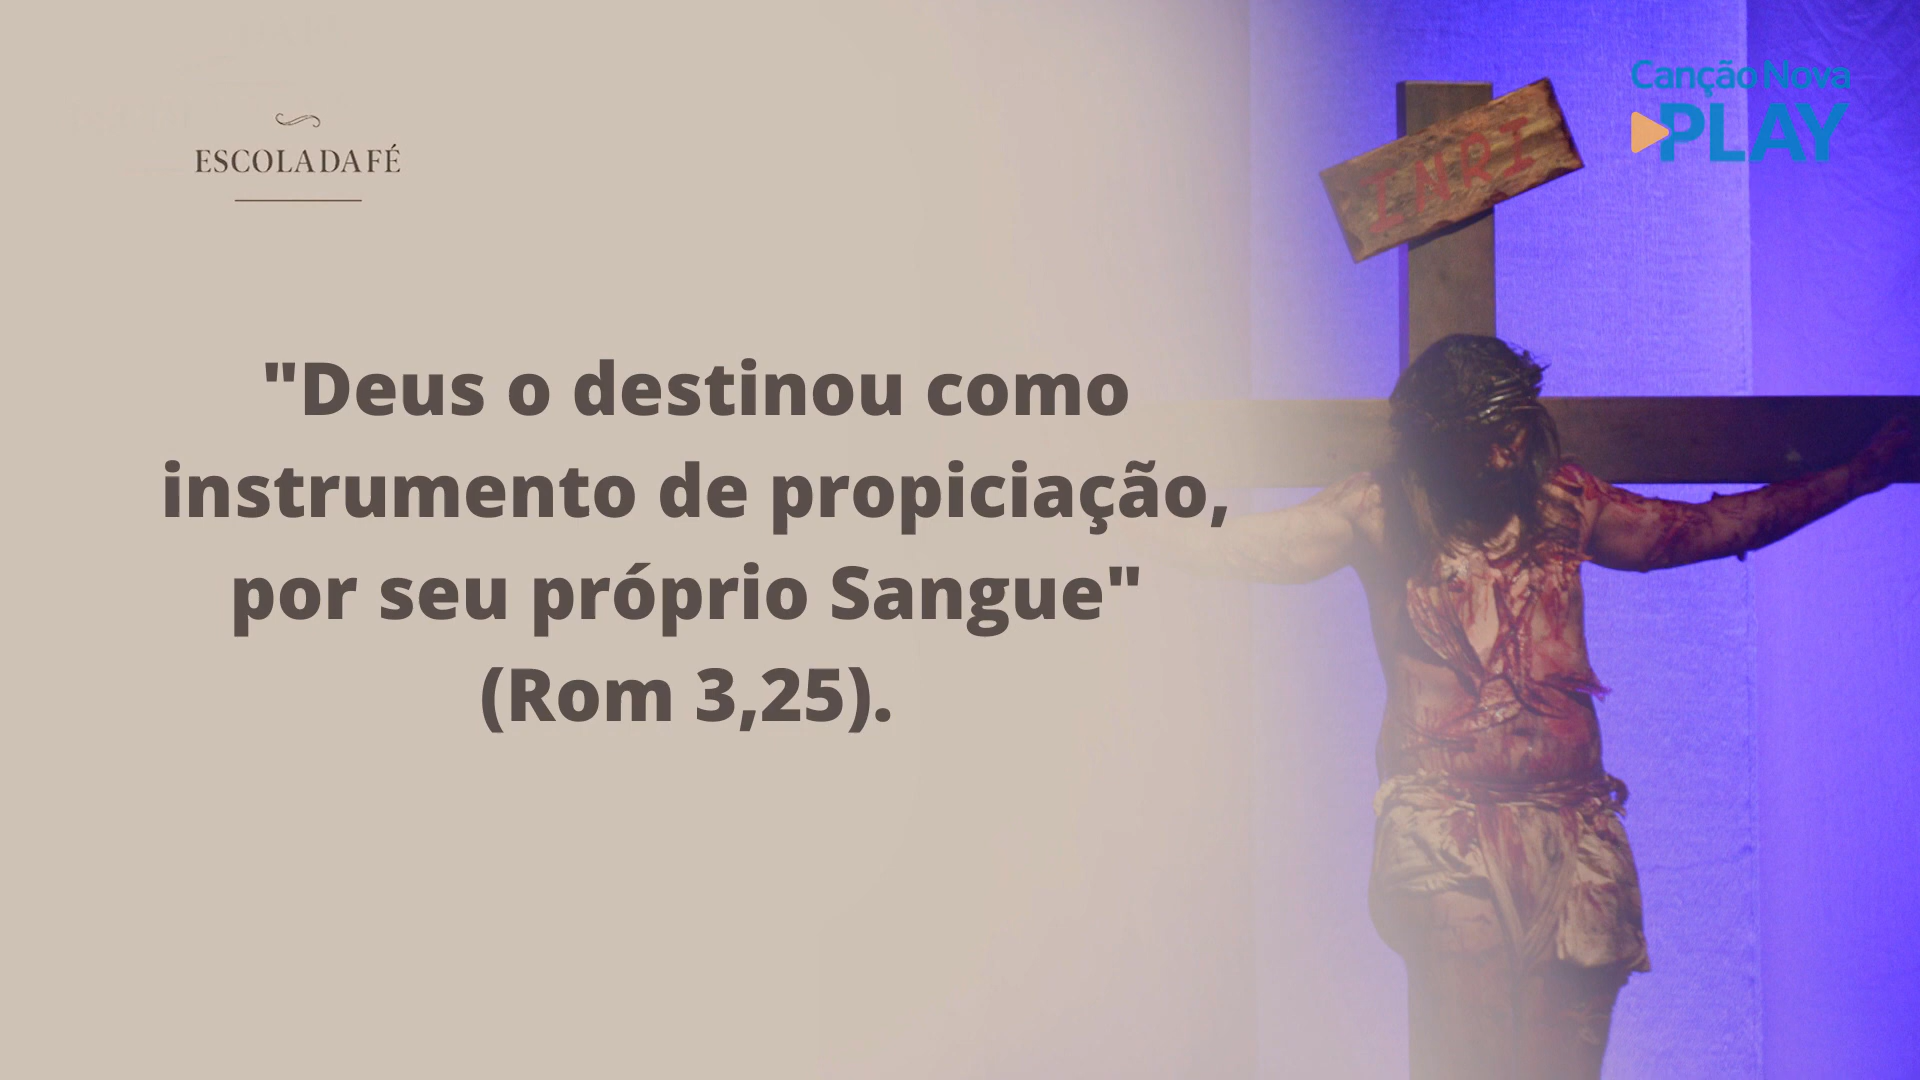 ESCOLADAFÉ
Canção Nova
PLAY
INRI
"Deus o destinou como
instrumento de propiciação,
por seu próprio Sangue"
(Rom 3,25).